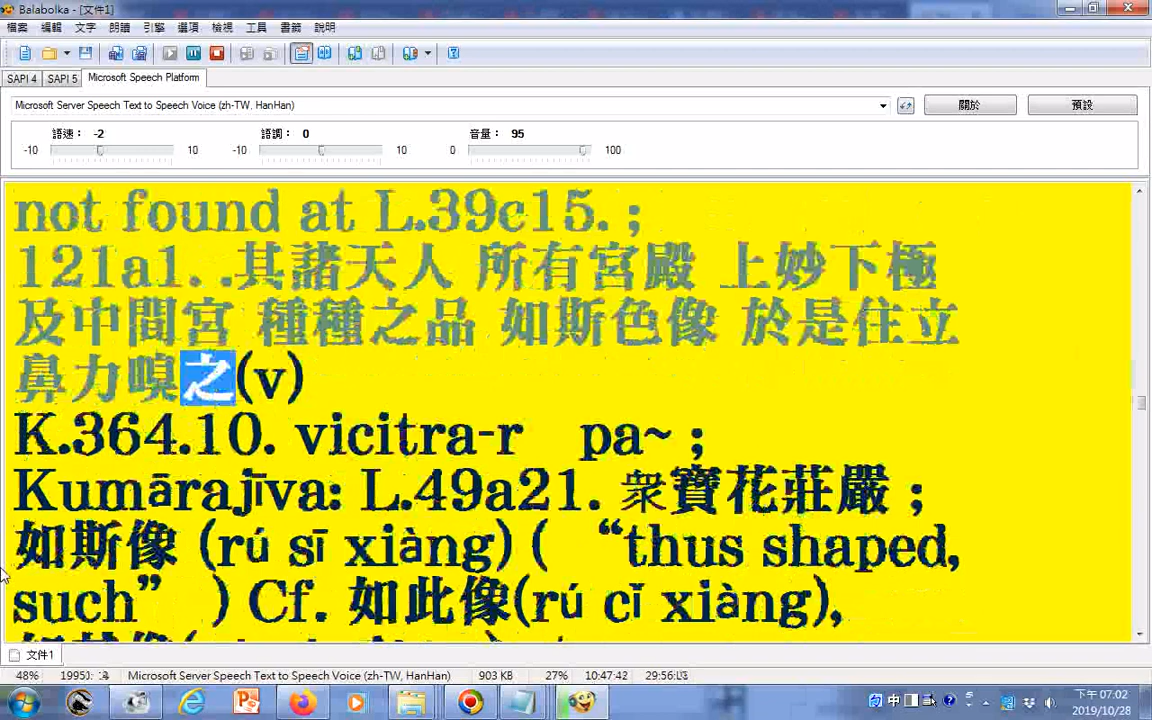 Balabolka - [文件1]
檔案 編輯 文字 朗讀 引擎 選項 檢視 工具 書籤 說明
SAPI 4 SAPI 5 Microsoft Speech Platform
Microsoft Server Speech Text to Speech Voice (zh-TW, HanHan) 關於 預設
語速： -2 語調： 0 音量： 95
-10 10 -10 10 0 100
not found at L.39c15. ;
121a1. .其諸天人 所有宮殿 上妙下極
及中間宮 種種之品 如斯色像 於是住立
鼻力嗅之(v)
K.364.10. vicitra-r pa~ ;
Kumārajīva: L.49a21. 衆寶花莊嚴 ;
如斯像 (rú sī xiàng) ( “thus shaped,
such” ) Cf. 如此像(rú cǐ xiàng),
文件1
48% Microsoft Server Speech Text to Speech Voice (zh-TW, HanHan) 903 KB 27% 10:47:42
中 下午 07:02
2019/10/28